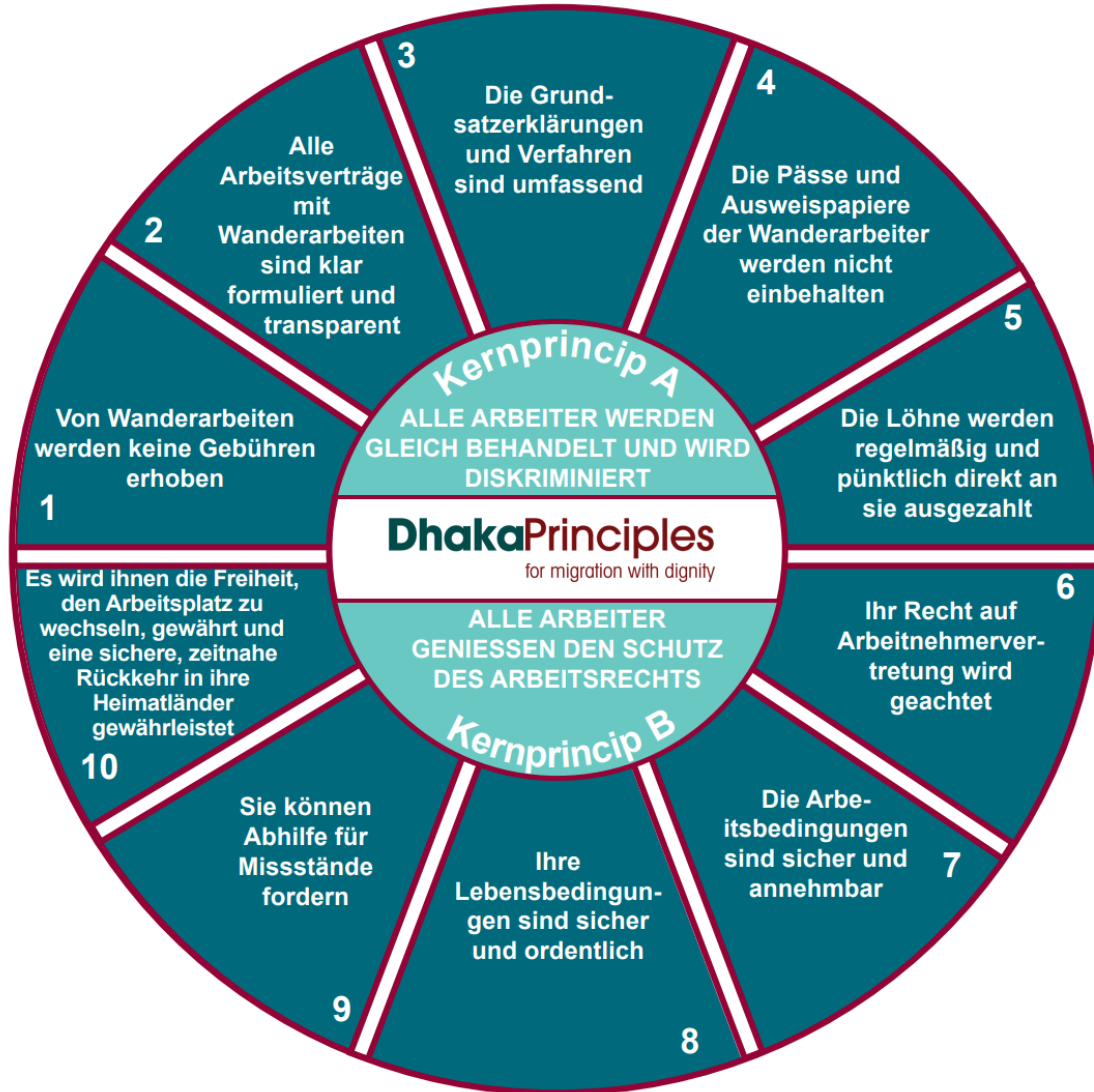 1
Von Wanderarbeiten
werden keine Gebühren
erhoben
2
Alle
Arbeitsverträge
mit
Wanderarbeiten
sind klar
formuliert und
transparent
3
Die Grund-
satzerklärungen
und Verfahren
sind umfassend
4
Die Pässe und
Ausweispapiere
der Wanderarbeiter
werden nicht
einbehalten
5
Die Löhne werden
regelmäßig und
pünktlich direkt an
sie ausgezahlt
6
Ihr Recht auf
Arbeitnehmerver-
tretung wird
geachtet
7
Die Arbe-
itsbedingungen
sind sicher und
annehmbar
8
Ihre
Lebensbedingun-
gen sind sicher
und ordentlich
9
Sie können
Abhilfe für
Missstände
fordern
10
Es wird ihnen die Freiheit,
den Arbeitsplatz zu
wechseln, gewährt und
eine sichere, zeitnahe
Rückkehr in ihre
Heimatländer
gewährleistet
Kernprincip A
ALLE ARBEITER WERDEN
GLEICH BEHANDELT UND WIRD
DISKRIMINIERT
DhakaPrinciples
for migration with dignity
ALLE ARBEITER
GENIESSEN DEN SCHUTZ
DES ARBEITSRECHTS
Kernprincip B